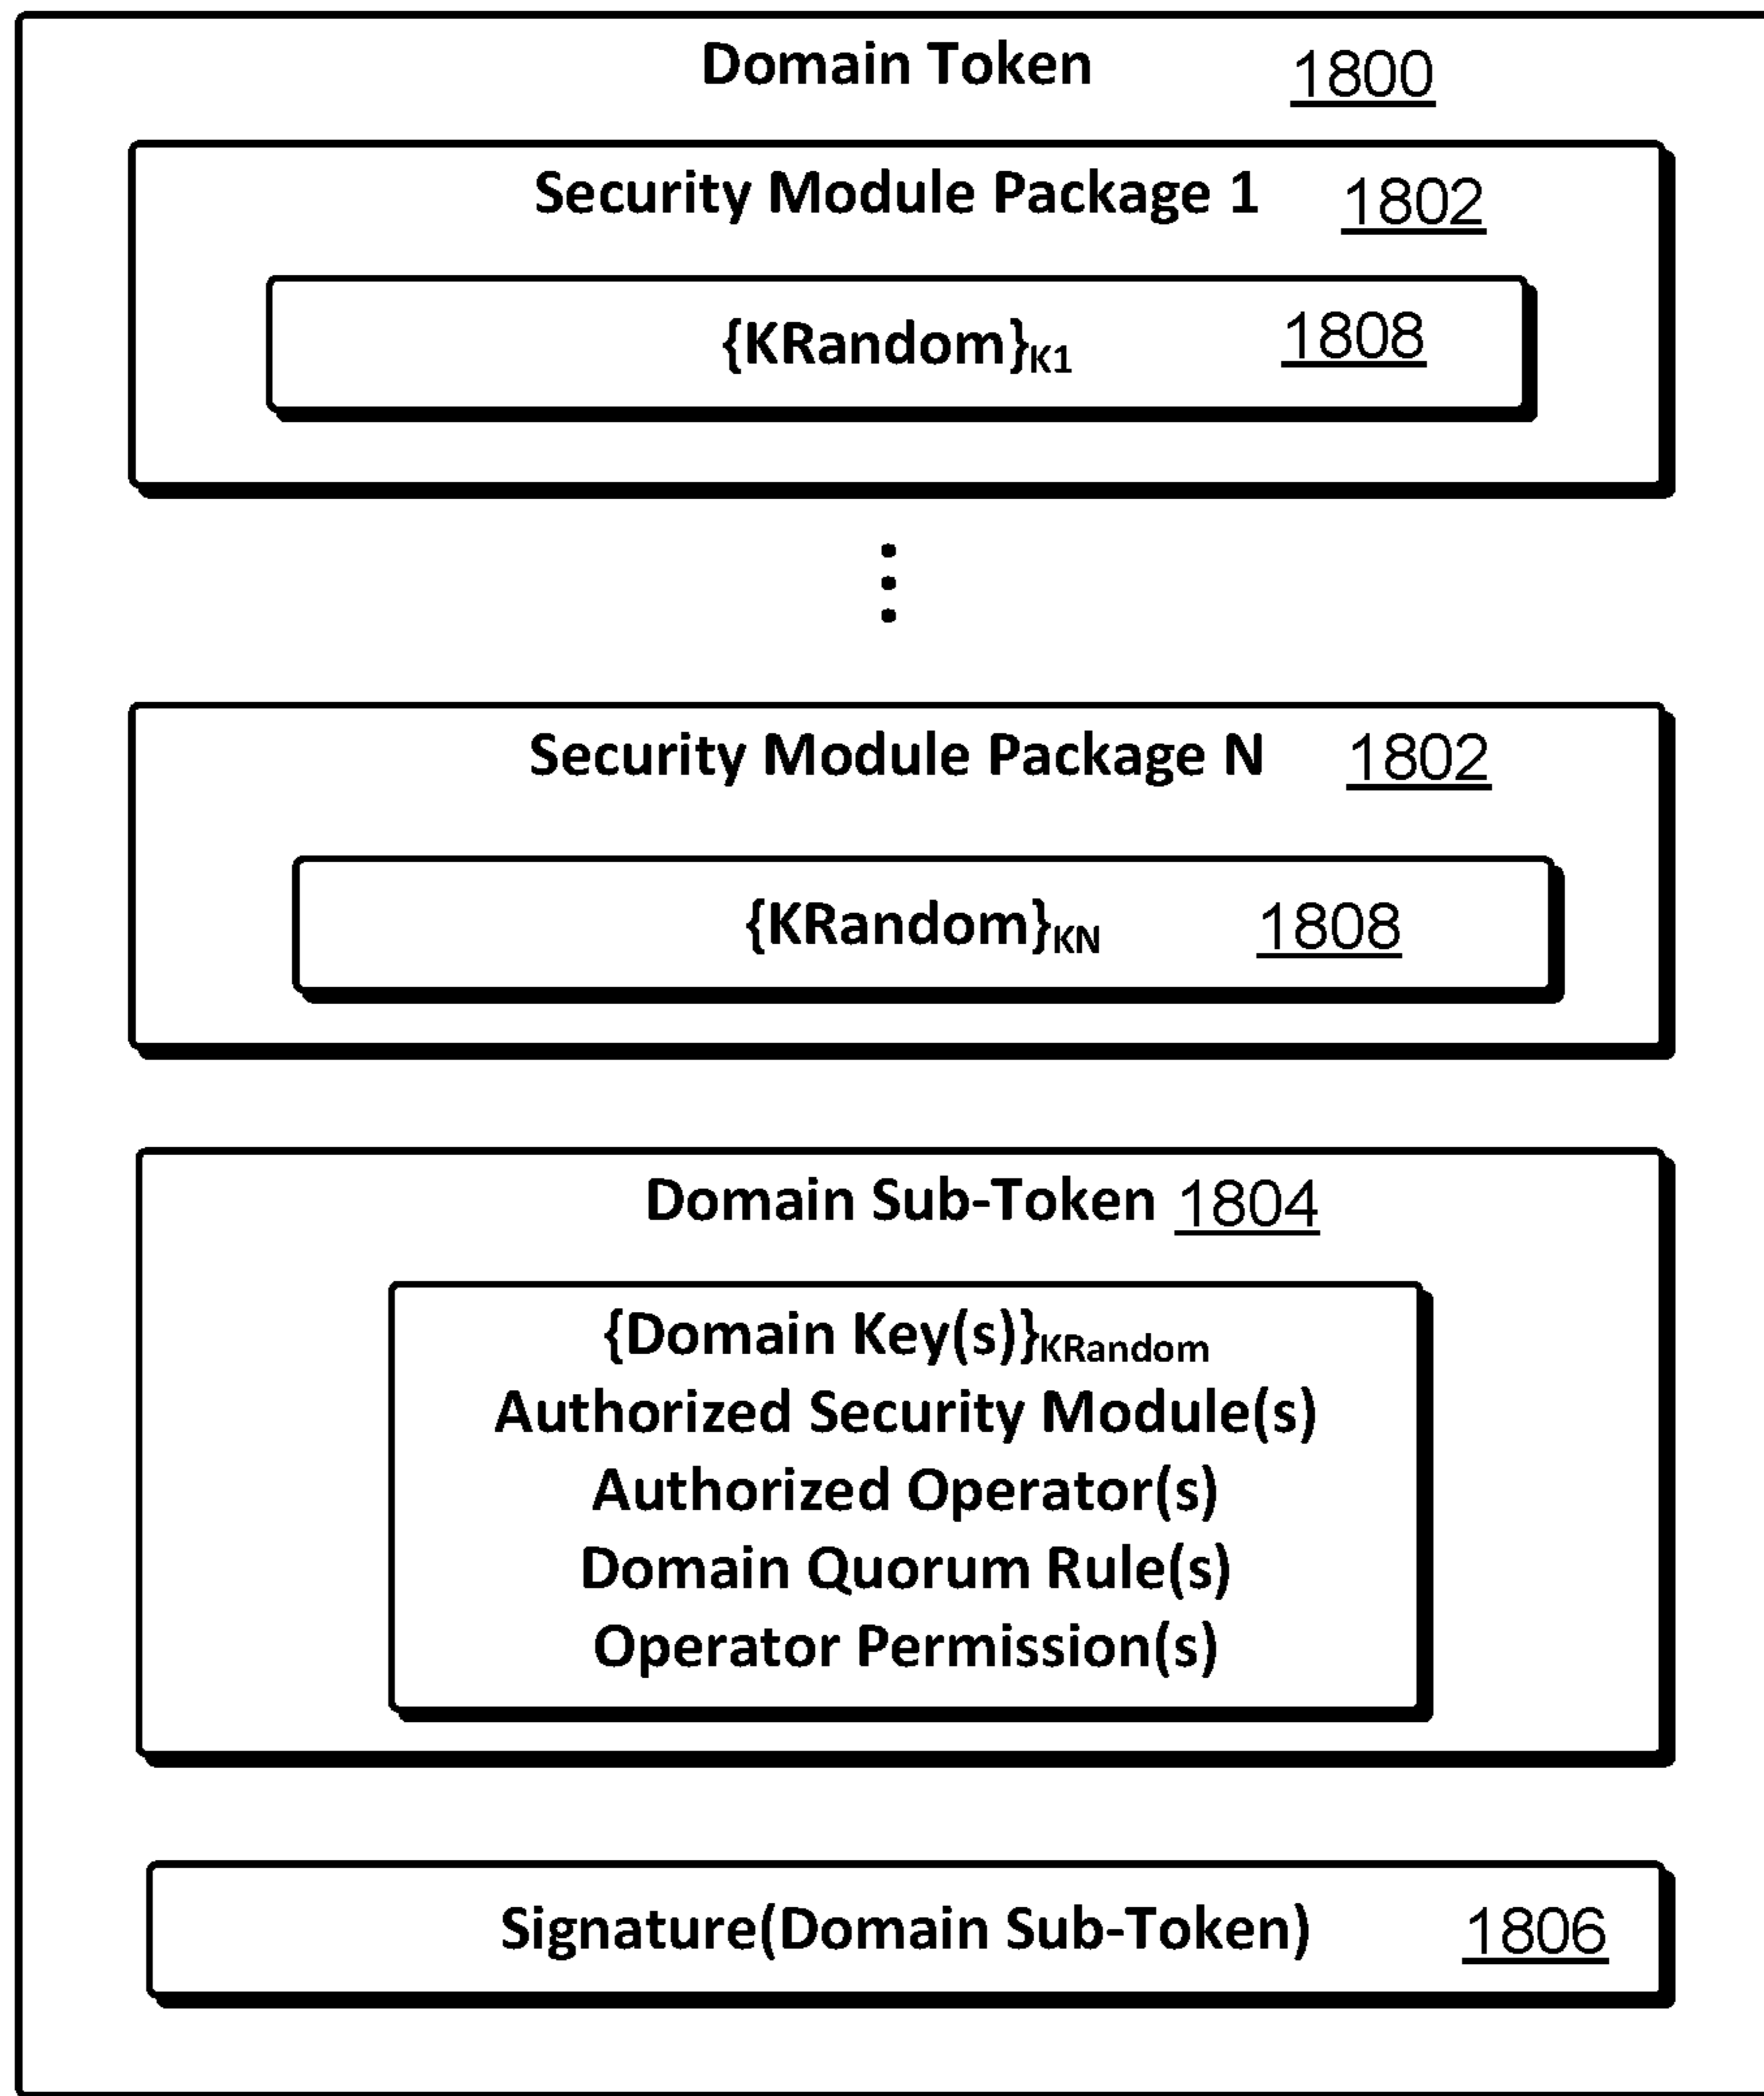 Domain Token 1800
Security Module Package 1 1802
{KRandom}K1 1808
Security Module Package N 1802
{KRandom}KN 1808
Domain Sub-Token 1804
{Domain Key(s)}KRandom
Authorized Security Module(s)
Authorized Operator(s)
Domain Quorum Rule(s)
Operator Permission(s)
Signature(Domain Sub-Token) 1806